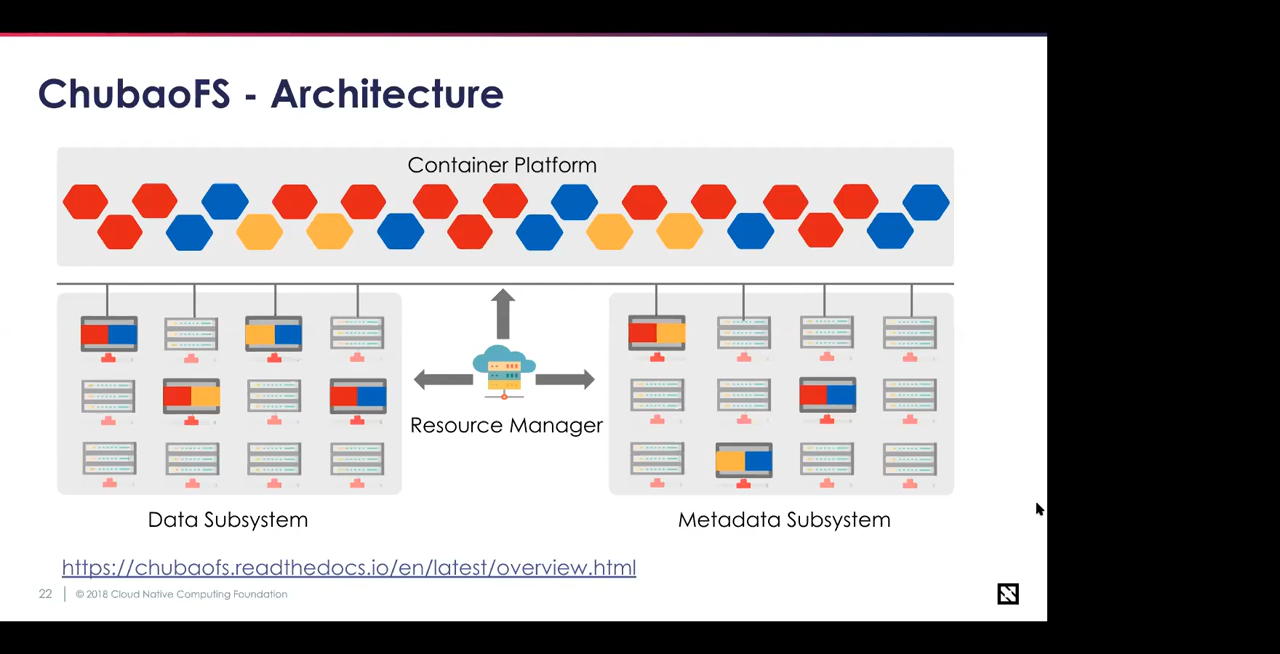 ChubaoFS - Architecture
Container Platform
Resource Manager
Data Subsystem
Metadata Subsystem
https://chubaofs.readthedocs.io/en/latest/overview.html
22
© 2018 Cloud Native Computing Foundation